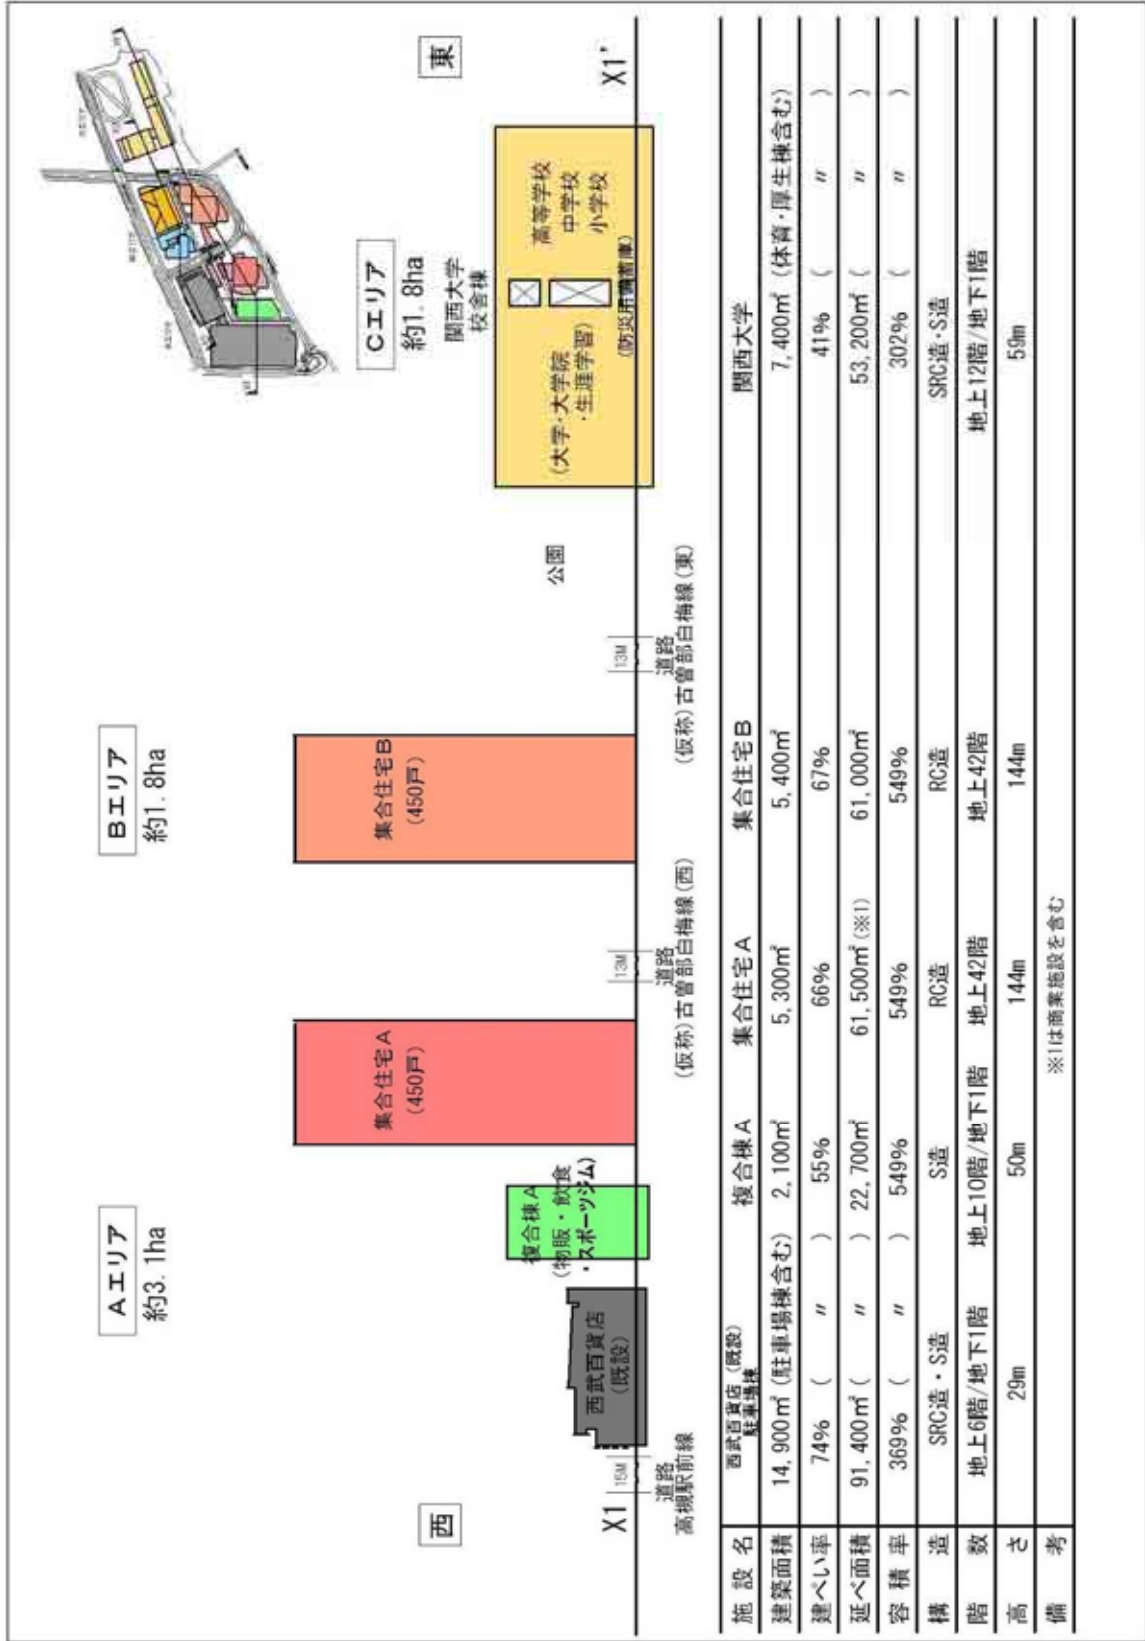 Aエリア
約3.1ha
Bエリア
約1.8ha
Cエリア
約1.8ha
関西大学
校舎棟
西
東
西武百貨店
(既設)
複合棟A
(物販・飲食
・スポーツジム)
集合住宅A
(450戸)
集合住宅B
(450戸)
公園
(大学・大学院
・生涯学習)
高等学校
中学校
小学校
(防災用備蓄庫)
X1
X1'
15M
道路
高槻駅前線
13M
道路
(仮称)古曽部白梅線(西)
13M
道路
(仮称)古曽部白梅線(東)
施設名 西武百貨店(既設) 駐車場棟 複合棟A 集合住宅A 集合住宅B 関西大学
建築面積 14,900㎡(駐車場棟含む) 2,100㎡ 5,300㎡ 5,400㎡ 7,400㎡(体育・厚生棟含む)
建ぺい率 74% ( 〃 ) 55% 66% 67% 41% ( 〃 )
延べ面積 91,400㎡( 〃 ) 22,700㎡ 61,500㎡(※1) 61,000㎡ 53,200㎡( 〃 )
容積率 369% ( 〃 ) 549% 549% 549% 302% ( 〃 )
構造 SRC造・S造 S造 RC造 RC造 SRC造・S造
階数 地上6階/地下1階 地上10階/地下1階 地上42階 地上42階 地上12階/地下1階
高さ 29m 50m 144m 144m 59m
備考 ※1は商業施設を含む